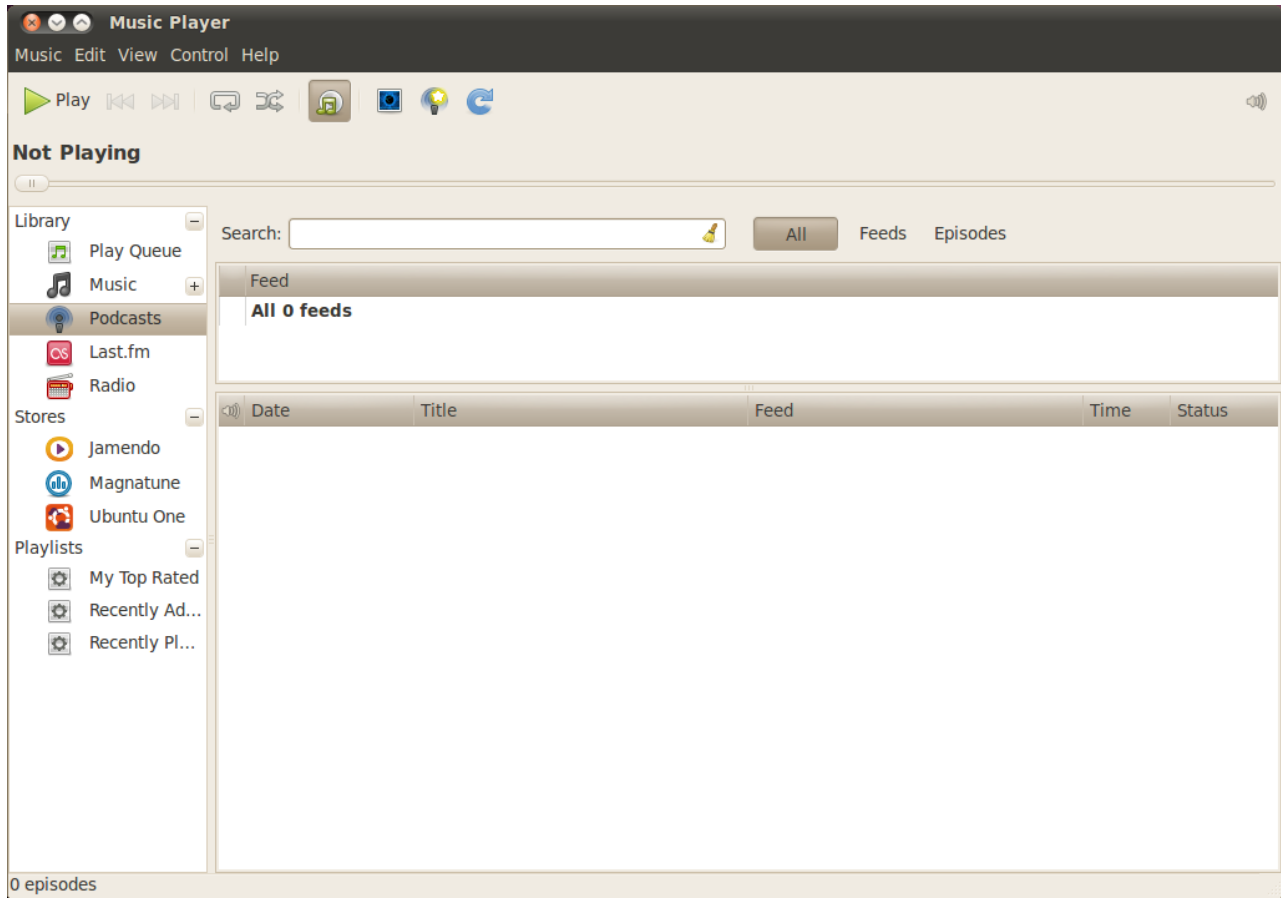 Music Player
Music Edit View Control Help
Play
Not Playing
Library
Play Queue
Music
Podcasts
Last.fm
Radio
Stores
Jamendo
Magnatune
Ubuntu One
Playlists
My Top Rated
Recently Ad...
Recently Pl...
Search: All Feeds Episodes
Feed
All 0 feeds
Date Title Feed Time Status
0 episodes